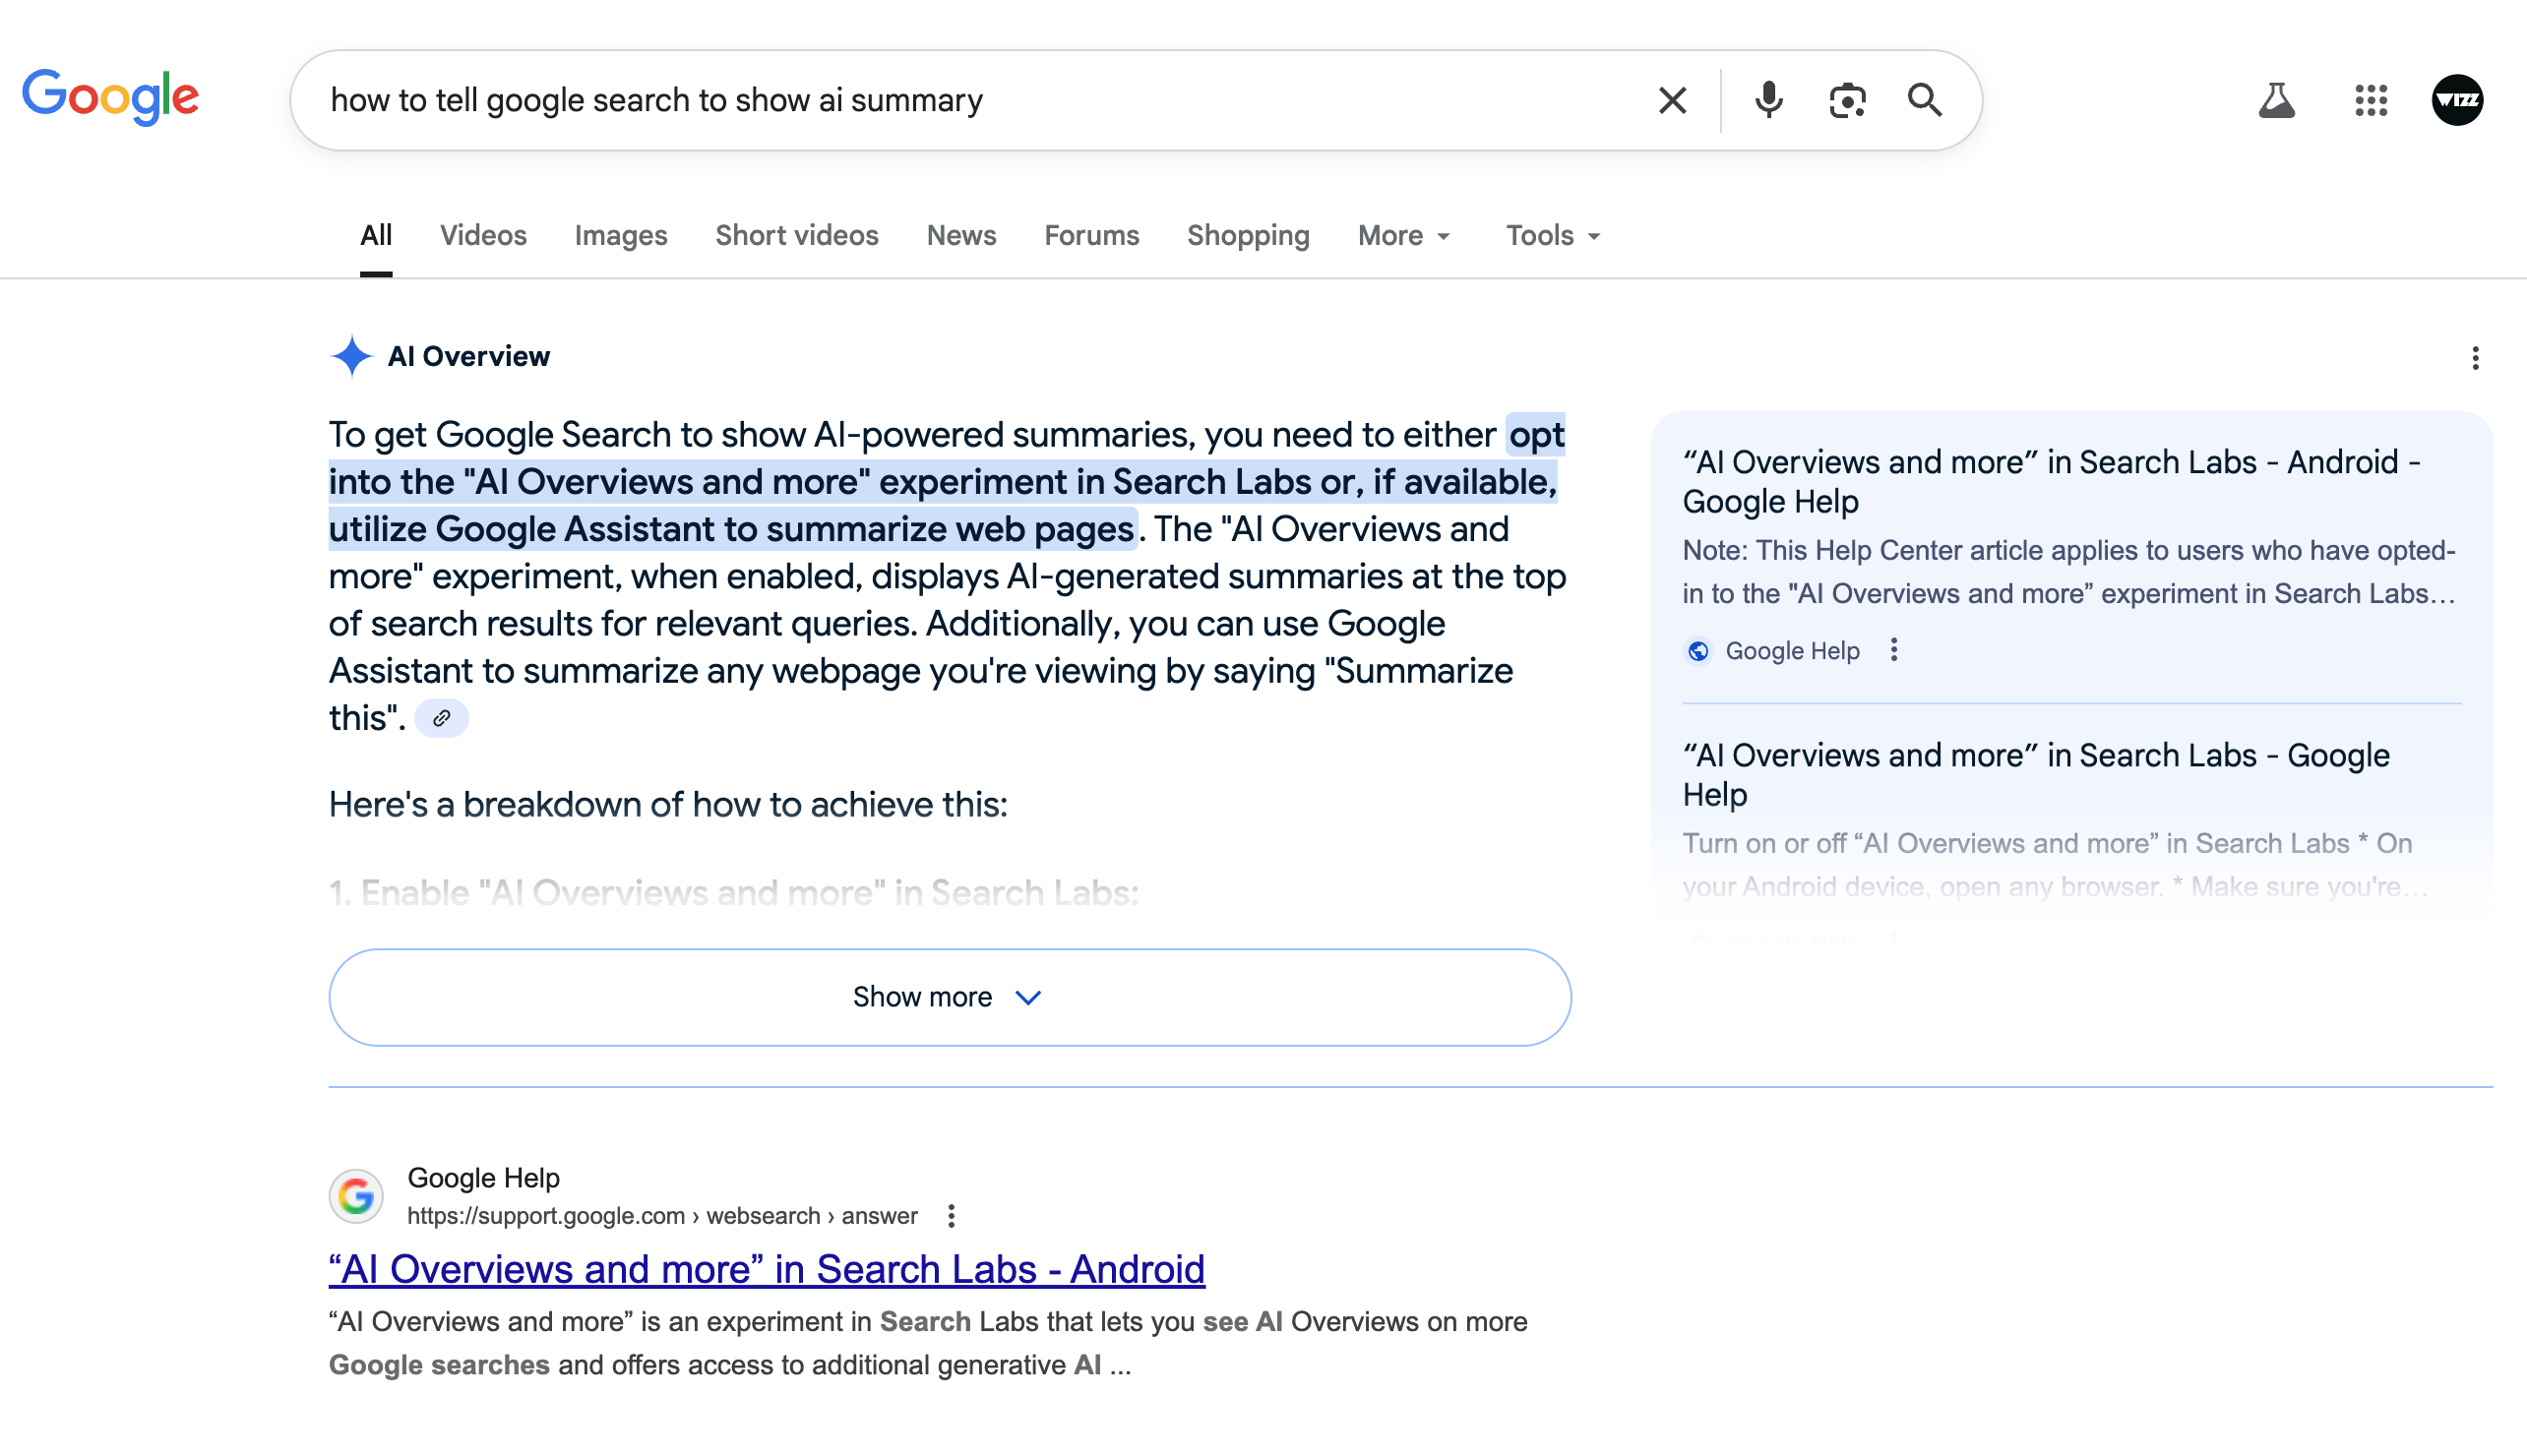 Google
how to tell google search to show ai summary
WIZZ
All Videos Images Short videos News Forums Shopping More Tools
AI Overview
To get Google Search to show AI-powered summaries, you need to either opt
into the "AI Overviews and more" experiment in Search Labs or, if available,
utilize Google Assistant to summarize web pages. The "AI Overviews and
more" experiment, when enabled, displays AI-generated summaries at the top
of search results for relevant queries. Additionally, you can use Google
Assistant to summarize any webpage you're viewing by saying "Summarize
this".
Here's a breakdown of how to achieve this:
1. Enable "AI Overviews and more" in Search Labs:
Show more
“AI Overviews and more” in Search Labs - Android -
Google Help
Note: This Help Center article applies to users who have opted-
in to the "AI Overviews and more” experiment in Search Labs…
Google Help
“AI Overviews and more” in Search Labs - Google
Help
Turn on or off “AI Overviews and more” in Search Labs * On
your Android device, open any browser. * Make sure you're…
Google Help
Google Help
https://support.google.com › websearch › answer
“AI Overviews and more” in Search Labs - Android
“AI Overviews and more” is an experiment in Search Labs that lets you see AI Overviews on more
Google searches and offers access to additional generative AI ...